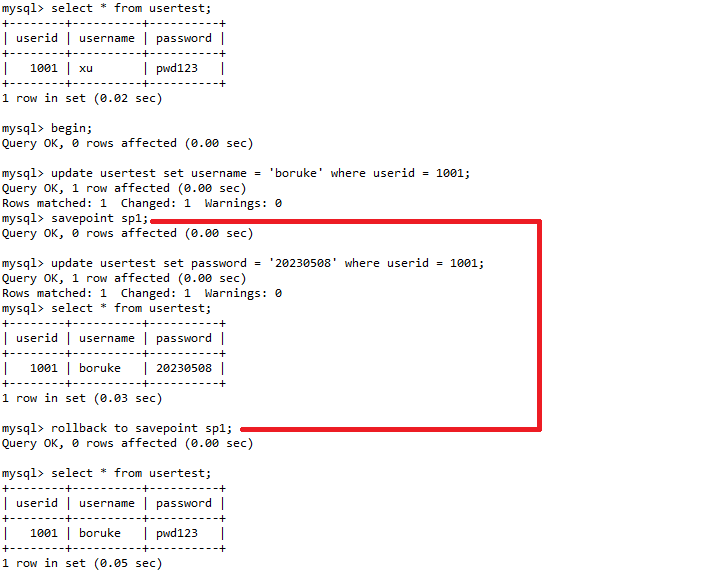 mysql> select * from usertest;
+--------+----------+----------+
| userid | username | password |
+--------+----------+----------+
|   1001 | xu       | pwd123   |
+--------+----------+----------+
1 row in set (0.02 sec)

mysql> begin;
Query OK, 0 rows affected (0.00 sec)

mysql> update usertest set username = 'boruke' where userid = 1001;
Query OK, 1 row affected (0.00 sec)
Rows matched: 1  Changed: 1  Warnings: 0
mysql> savepoint sp1;
Query OK, 0 rows affected (0.00 sec)

mysql> update usertest set password = '20230508' where userid = 1001;
Query OK, 1 row affected (0.00 sec)
Rows matched: 1  Changed: 1  Warnings: 0
mysql> select * from usertest;
+--------+----------+----------+
| userid | username | password |
+--------+----------+----------+
|   1001 | boruke   | 20230508 |
+--------+----------+----------+
1 row in set (0.03 sec)

mysql> rollback to savepoint sp1;
Query OK, 0 rows affected (0.00 sec)

mysql> select * from usertest;
+--------+----------+----------+
| userid | username | password |
+--------+----------+----------+
|   1001 | boruke   | pwd123   |
+--------+----------+----------+
1 row in set (0.05 sec)